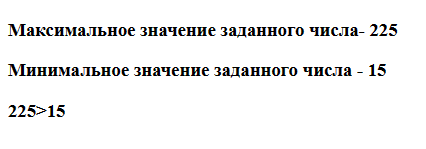 Максимальное значение заданного числа- 225
Минимальное значение заданного числа - 15
225>15